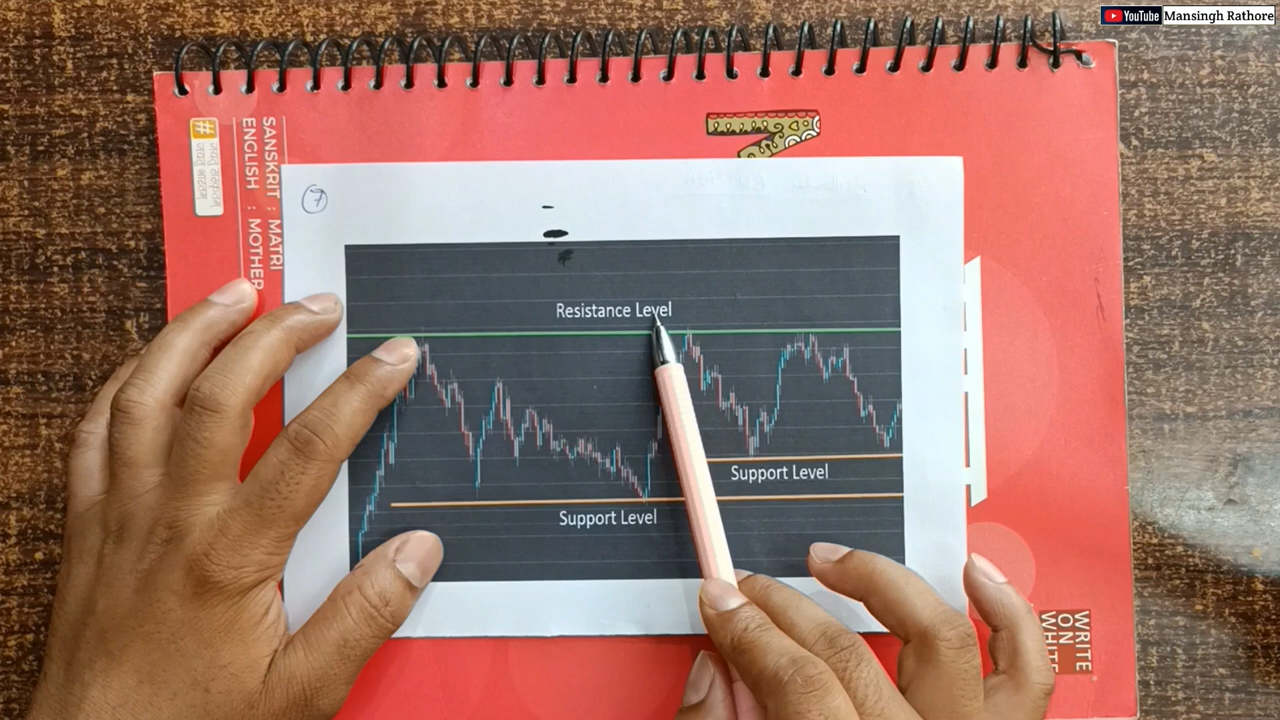 YouTube Mansingh Rathore
SANSKRIT : MATRI
ENGLISH : MOTHER
#
7
Resistance Level
Support Level
Support Level
WRITE
ON
WHITE